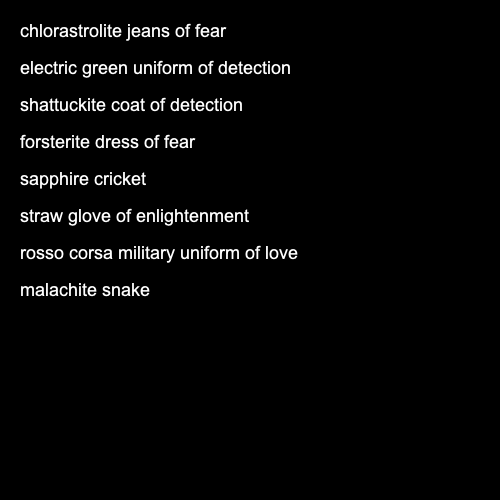 chlorastrolite jeans of fear
electric green uniform of detection
shattuckite coat of detection
forsterite dress of fear
sapphire cricket
straw glove of enlightenment
rosso corsa military uniform of love
malachite snake